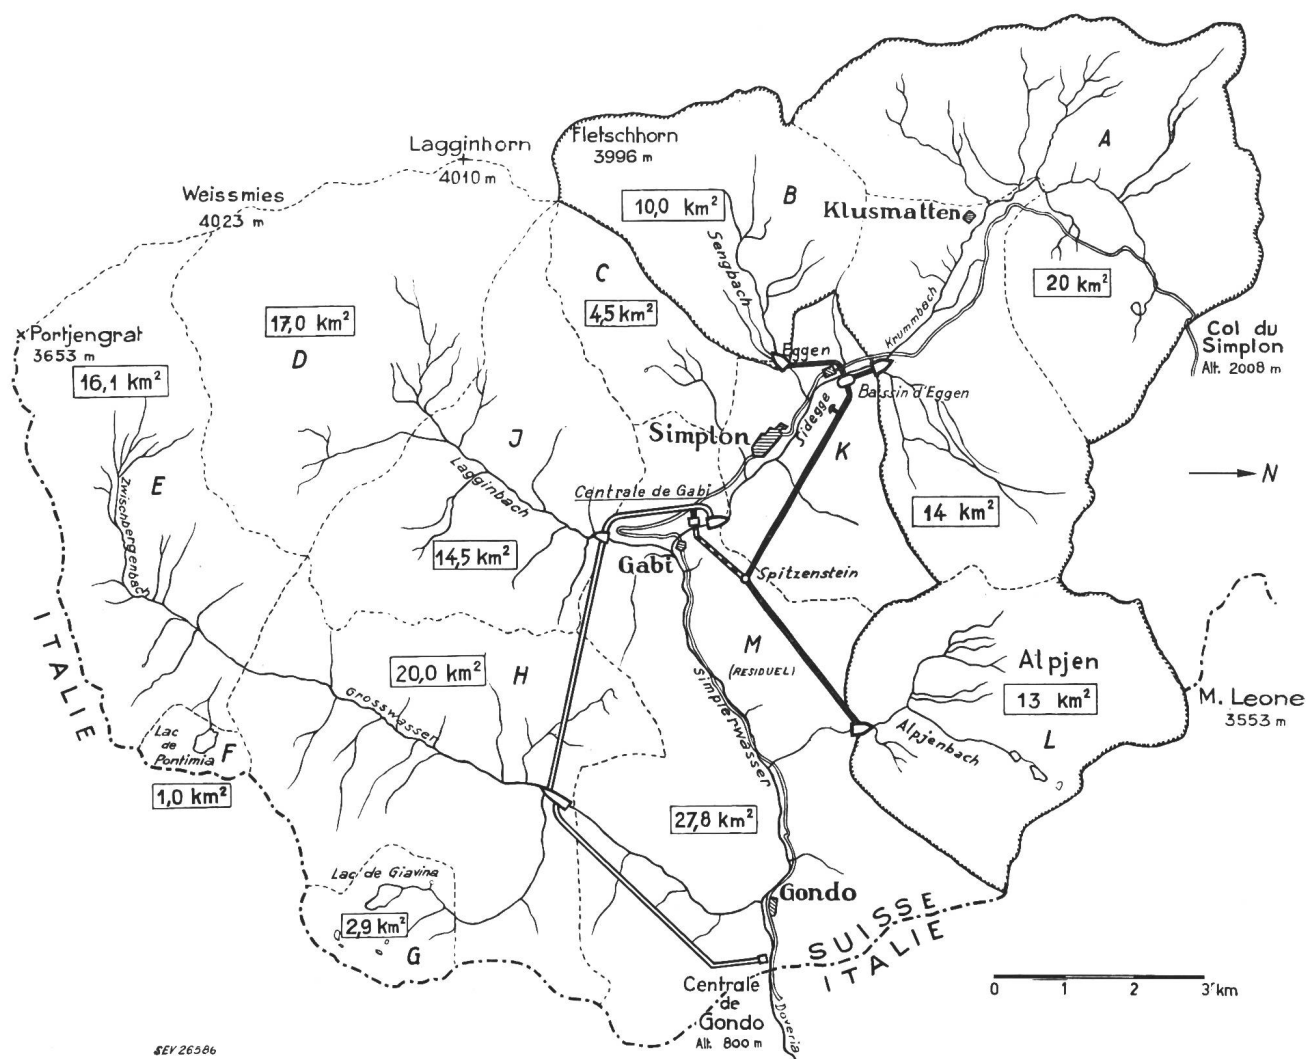 Fletschhorn
3996 m
Lagginhorn
4010 m
Weissmies
4023 m
A
B
10,0 km²
Klusmatten
Sengbach
C
20 km²
4,5 km²
17,0 km²
Portjengrat
3653 m
Krummbach
Col du
Simplon
Alt. 2008 m
Eggen
D
16,1 km²
Bassin d'Eggen
Sidegge
Simplon
J
K
Lagginbach
N
E
Zwischbergenbach
Centrale de Gabi
14 km²
14,5 km²
Gabi
Spitzenstein
ITALIE
M
(RESIDUEL)
Alpjen
13 km²
20,0 km²
H
M. Leone
3553 m
Simplerwasser
Grosswasser
Alpjenbach
L
Lac
de
Pontimia
F
1,0 km²
27,8 km²
Lac de Giavina
Gondo
2,9 km²
G
SUISSE
ITALIE
Centrale
de
Gondo
Alt. 800 m
Doveria
0 1 2 3 km
SEV 26586